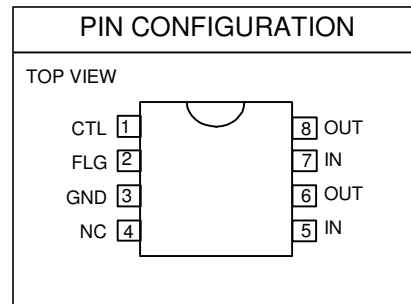 PIN CONFIGURATION
TOP VIEW
CTL 1 8 OUT
FLG 2 7 IN
GND 3 6 OUT
NC 4 5 IN